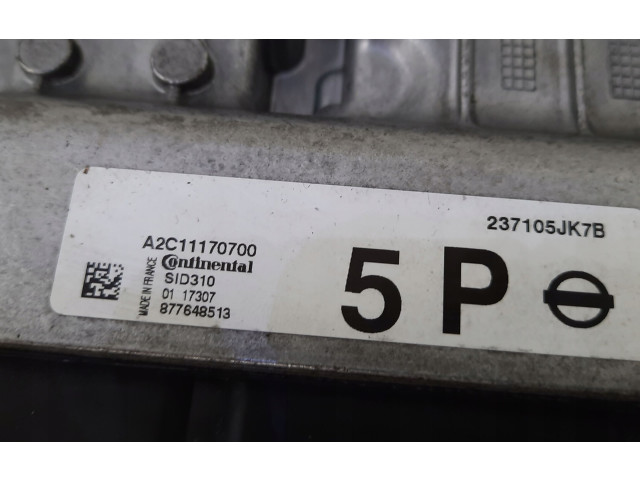 237105JK7B
A2C11170700
Continental
SID310
01 17307
877648513
MADE IN FRANCE
5P